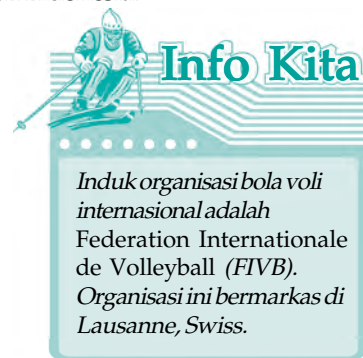 Info Kita
Induk organisasi bola voli
internasional adalah
Federation Internationale
de Volleyball (FIVB).
Organisasi ini bermarkas di
Lausanne, Swiss.